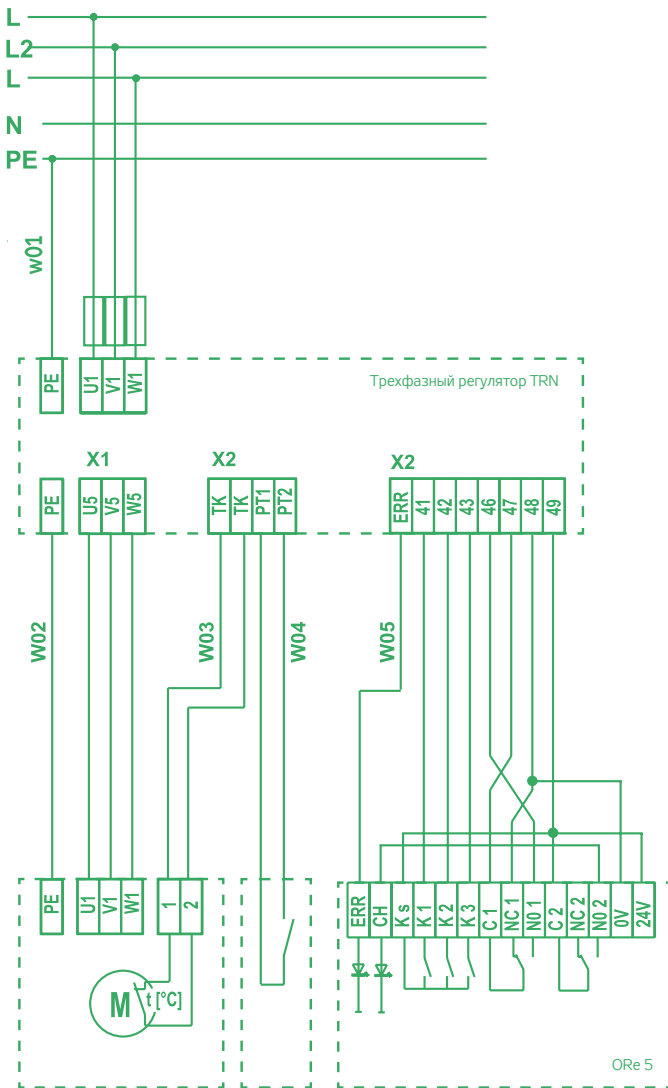 L
L2
L
N
PE
w01
PE
U1
V1
W1
Трехфазный регулятор TRN
X1
X2
X2
PE
U5
V5
W5
TK
TK
PT1
PT2
ERR
41
42
43
46
47
48
49
W02
W03
W04
W05
PE
U1
V1
W1
1
2
ERR
CH
K s
K 1
K 2
K 3
C 1
NC 1
N0 1
C 2
NC 2
N0 2
0V
24V
M
t [°C]
ORe 5